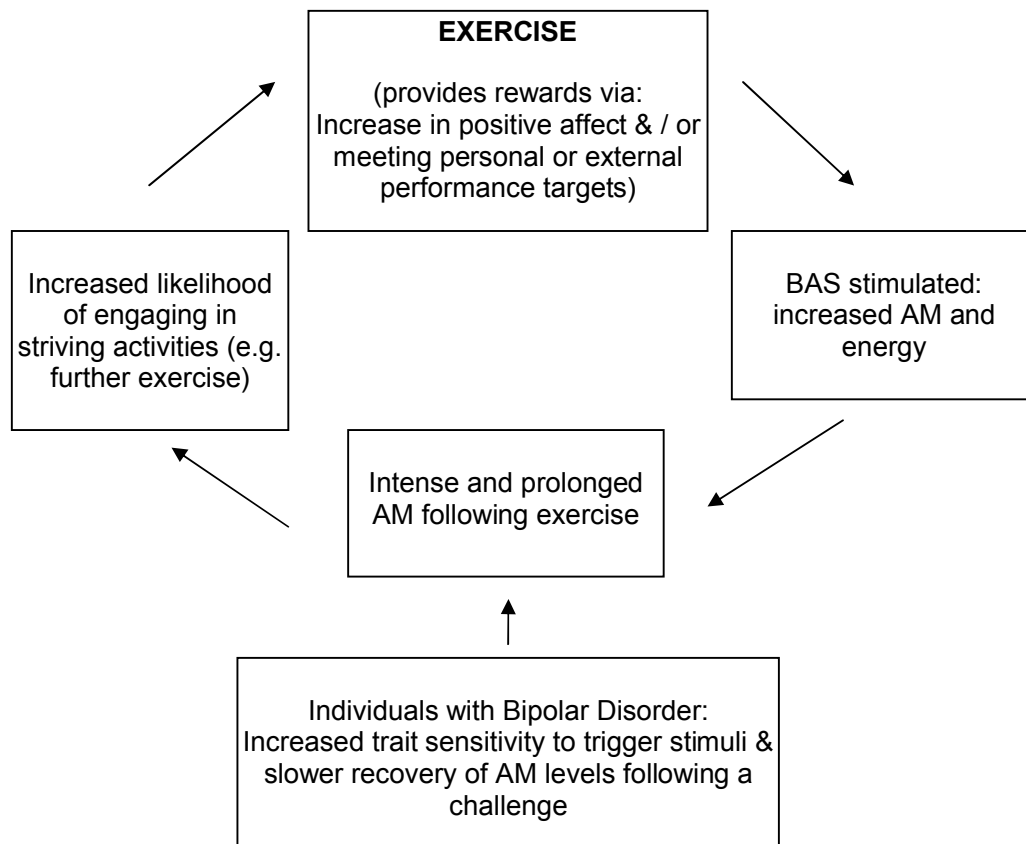 EXERCISE
(provides rewards via:
Increase in positive affect & / or
meeting personal or external
performance targets)
Increased likelihood
of engaging in
striving activities (e.g.
further exercise)
BAS stimulated:
increased AM and
energy
Intense and prolonged
AM following exercise
Individuals with Bipolar Disorder:
Increased trait sensitivity to trigger stimuli &
slower recovery of AM levels following a
challenge